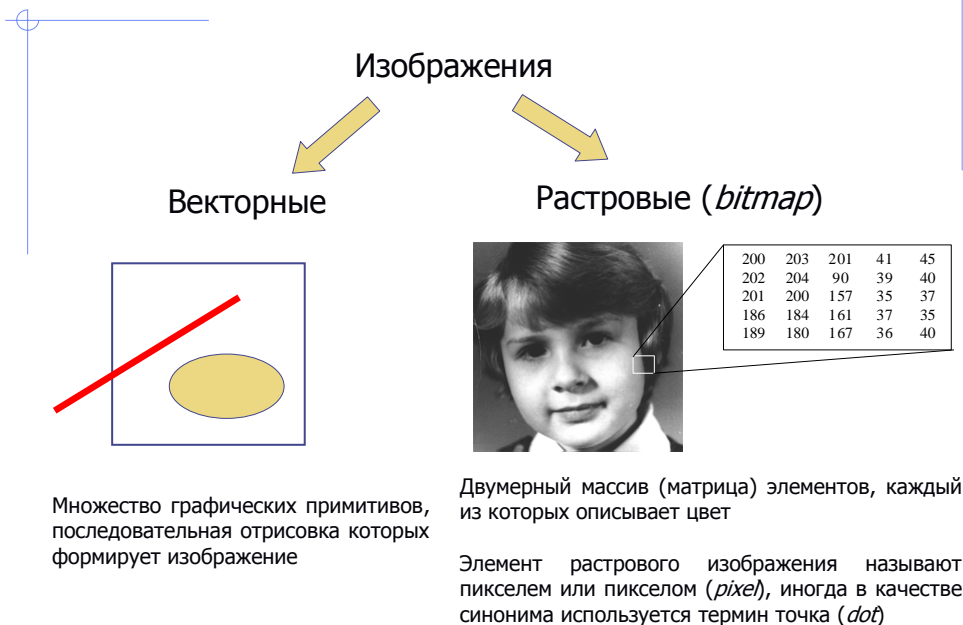 Изображения
Векторные
Растровые (bitmap)
200 203 201 41 45
202 204 90 39 40
201 200 157 35 37
186 184 161 37 35
189 180 167 36 40
Множество графических примитивов,
последовательная отрисовка которых
формирует изображение
Двумерный массив (матрица) элементов, каждый
из которых описывает цвет
Элемент растрового изображения называют
пикселем или пикселом (pixel), иногда в качестве
синонима используется термин точка (dot)